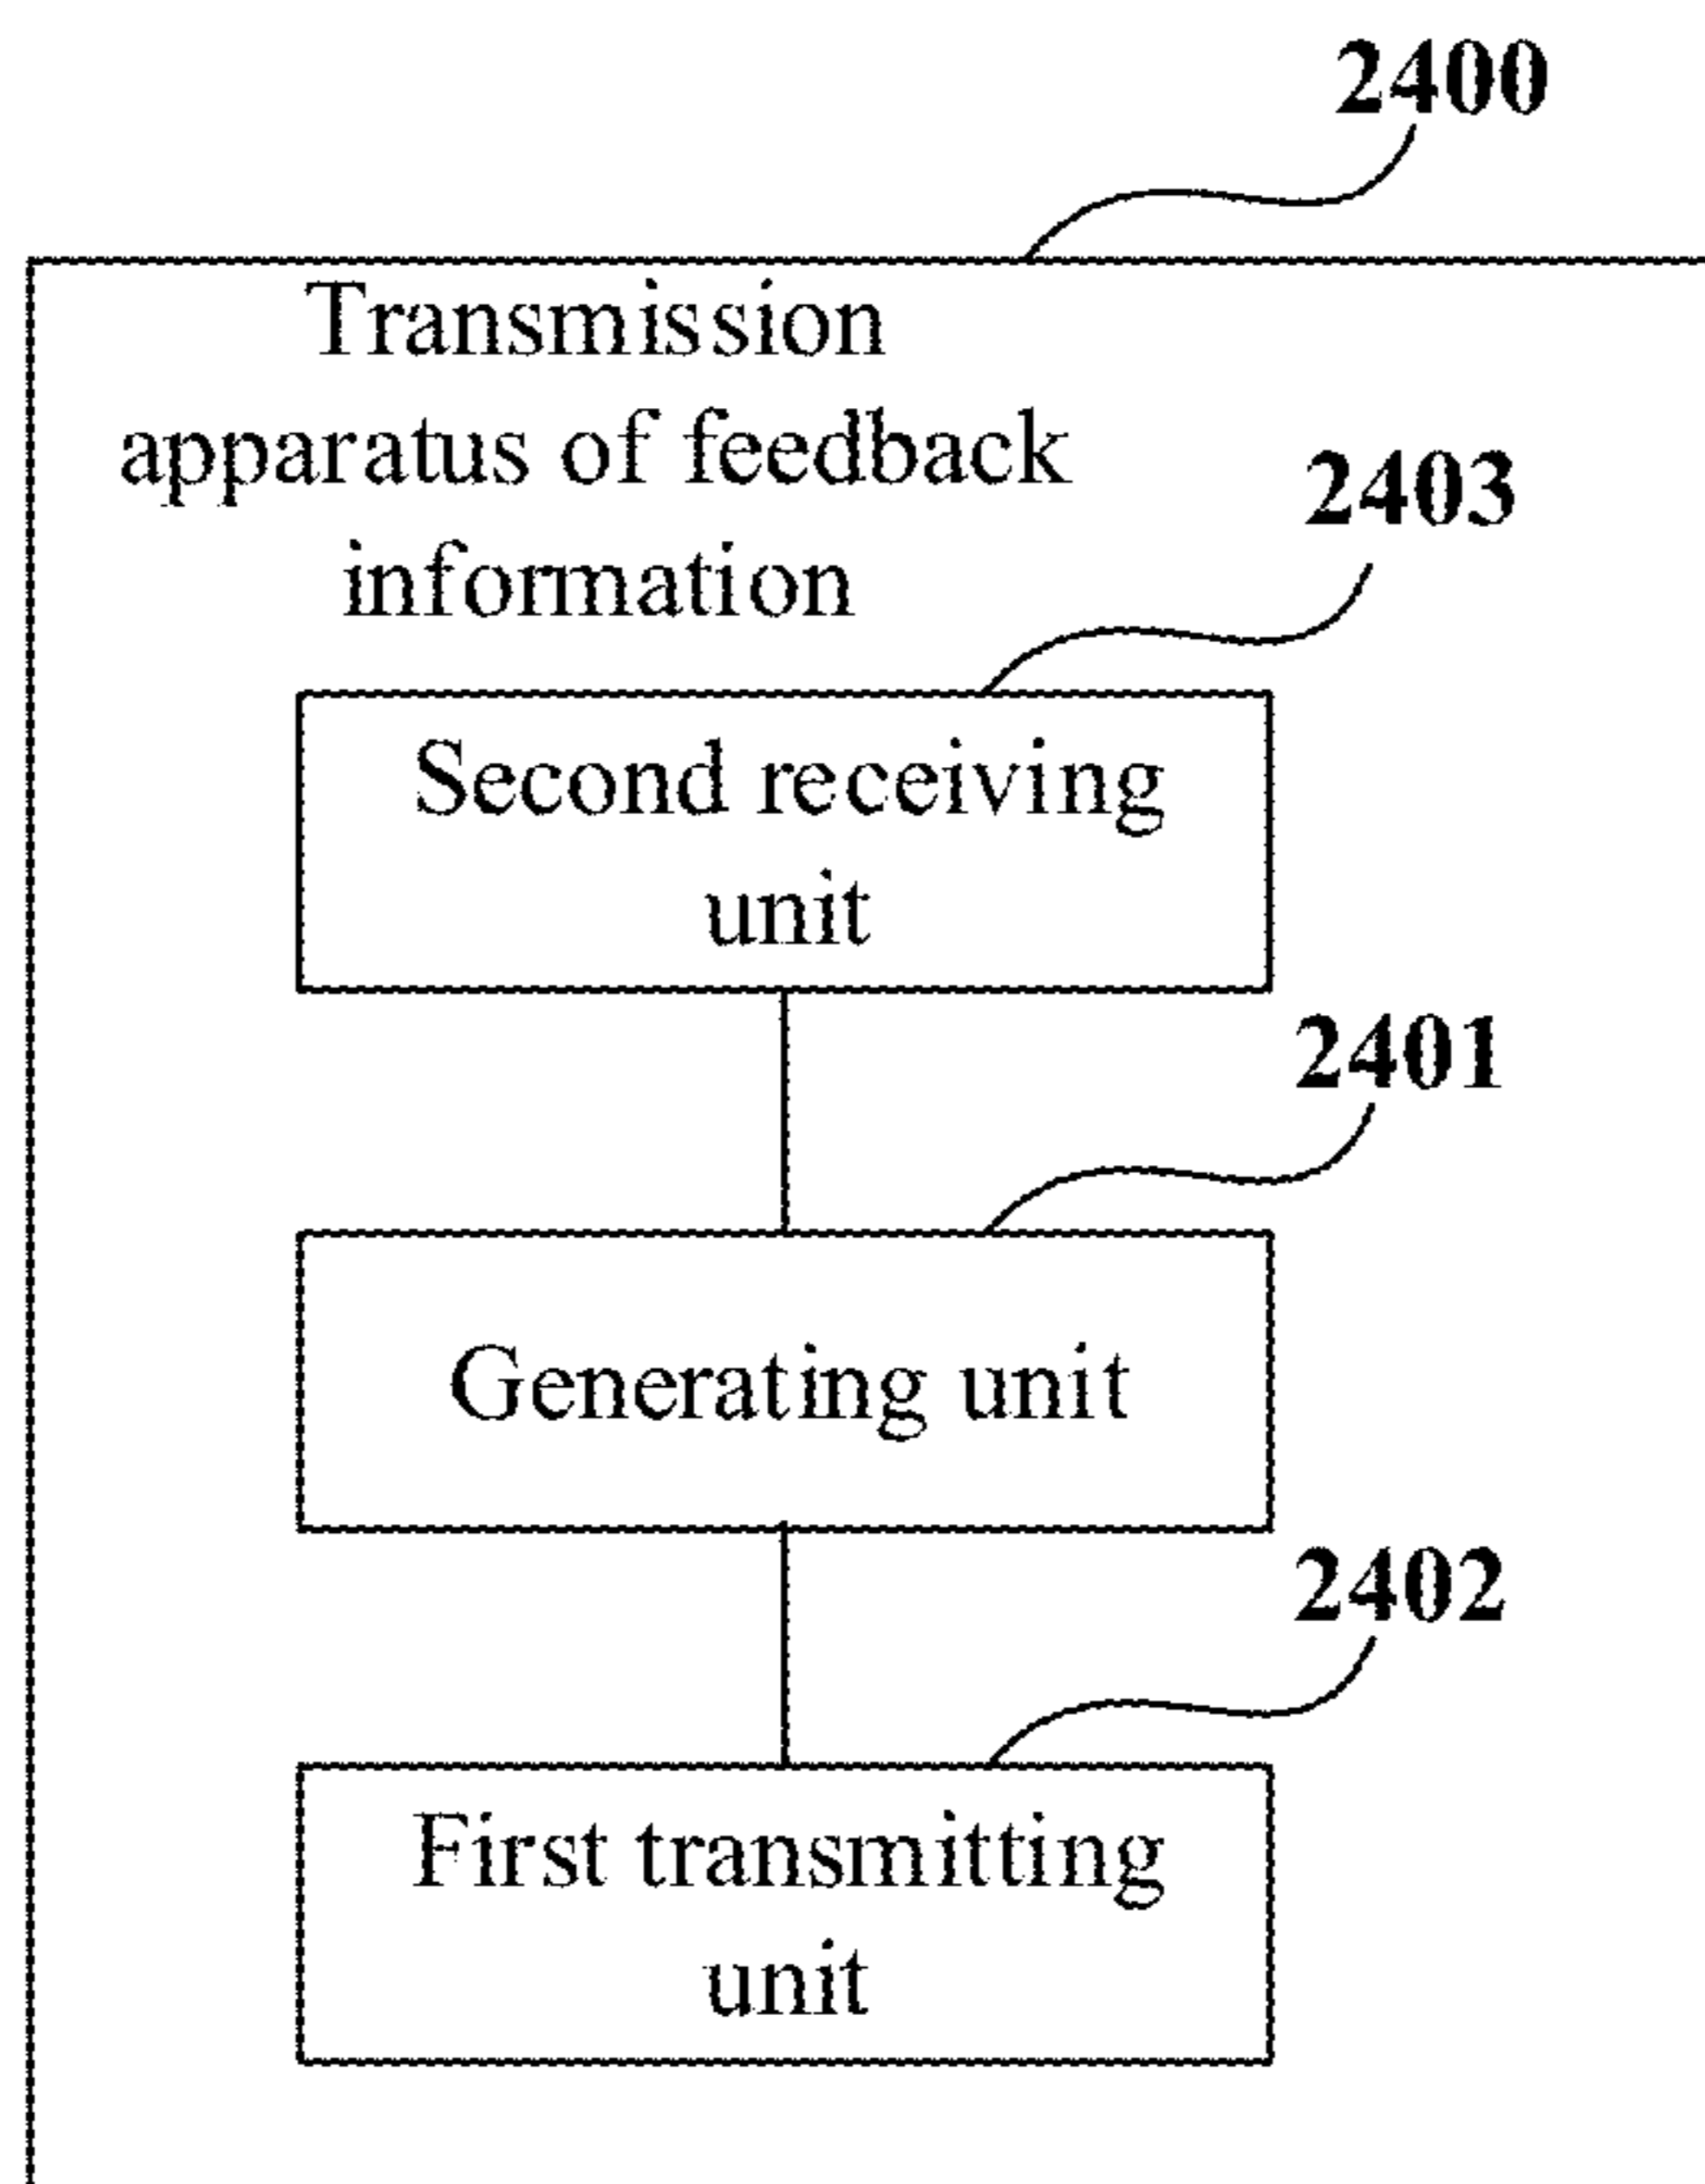 2400
Transmission
apparatus of feedback
information
2403
Second receiving
unit
2401
Generating unit
2402
First transmitting
unit